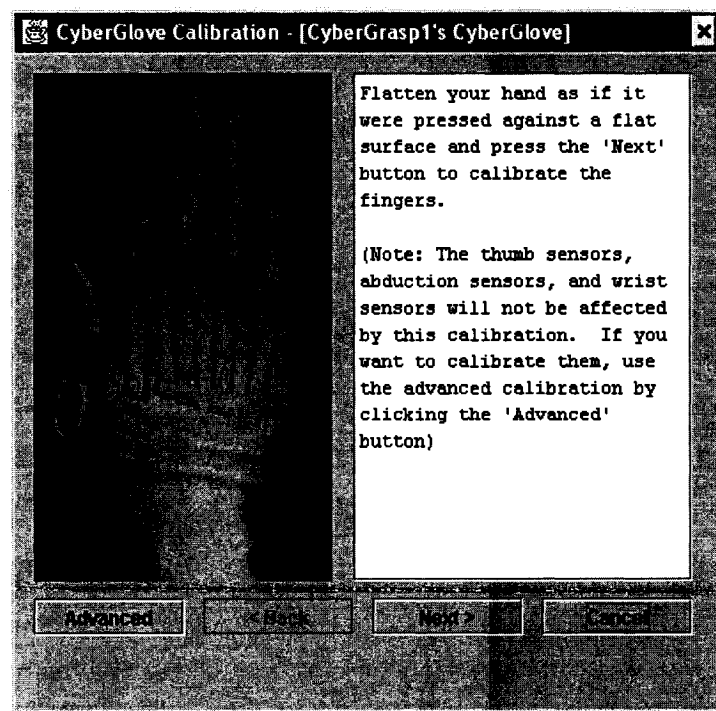 CyberGlove Calibration - [CyberGrasp1's CyberGlove]
Flatten your hand as if it
were pressed against a flat
surface and press the 'Next'
button to calibrate the
fingers.
(Note: The thumb sensors,
abduction sensors, and wrist
sensors will not be affected
by this calibration.  If you
want to calibrate them, use
the advanced calibration by
clicking the 'Advanced'
button)
Advanced < Back Next > Cancel